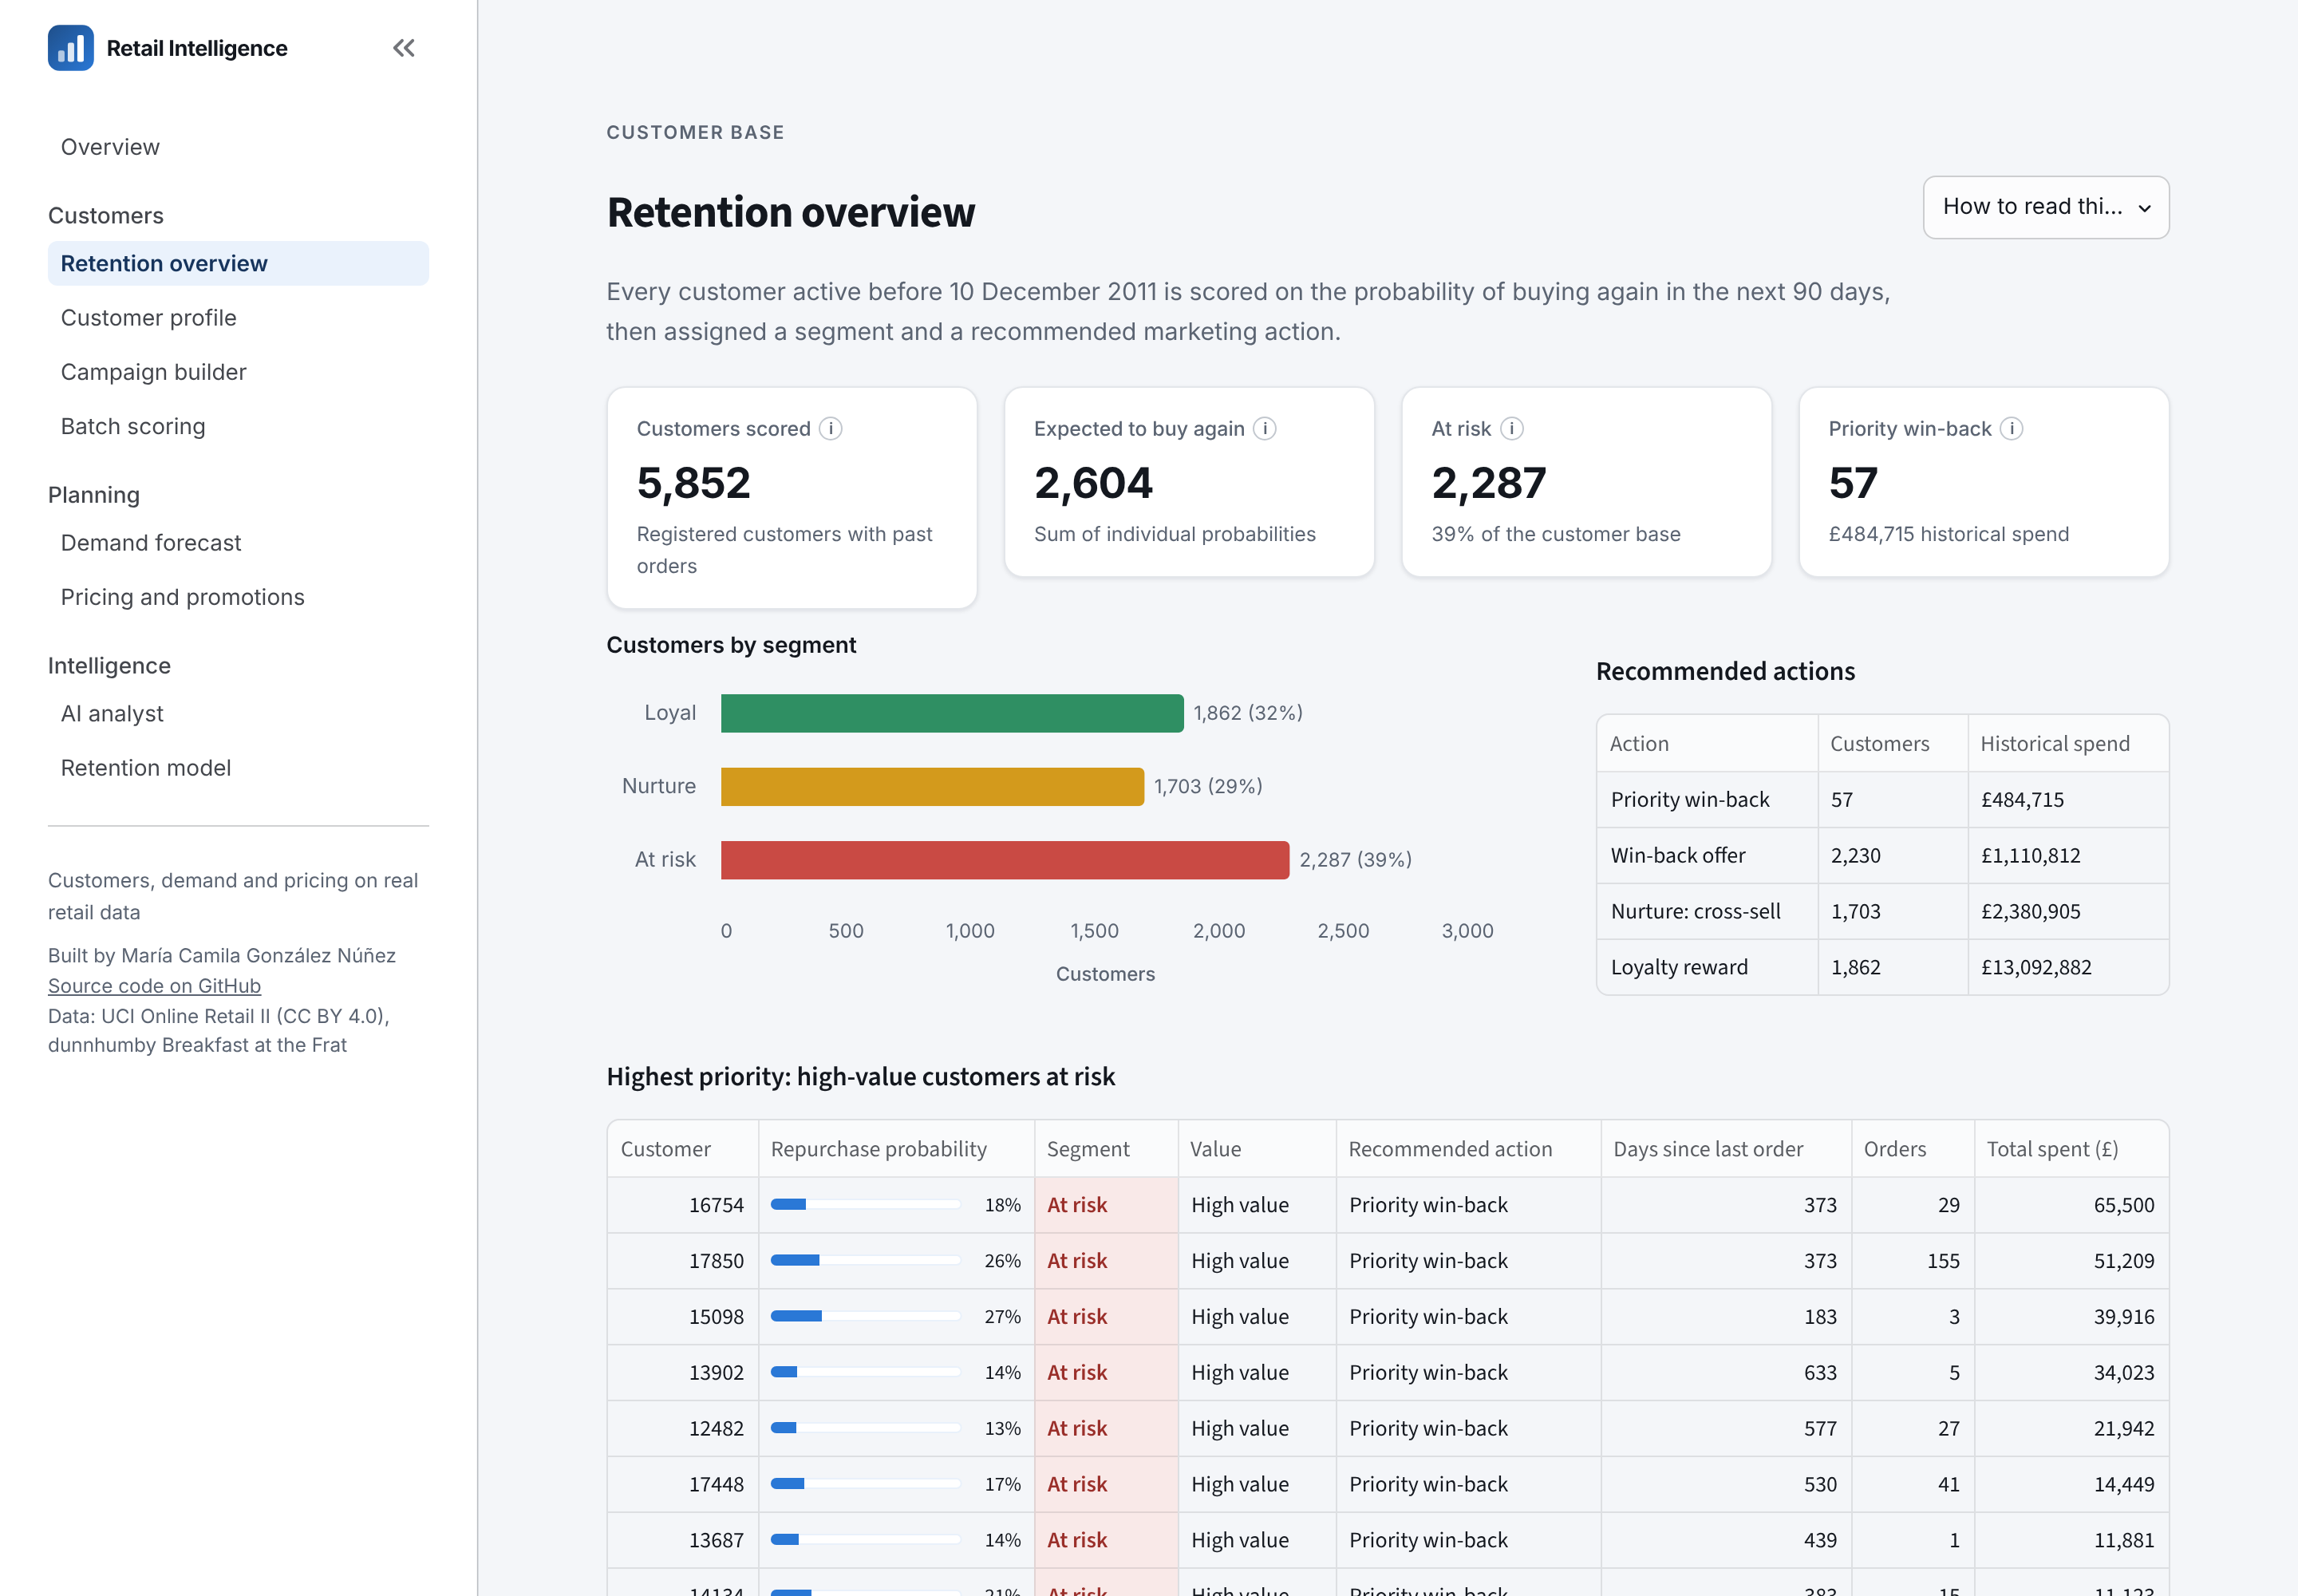 Retail Intelligence
Overview
Customers
Retention overview
Customer profile
Campaign builder
Batch scoring
Planning
Demand forecast
Pricing and promotions
Intelligence
AI analyst
Retention model
Customers, demand and pricing on real
retail data
Built by María Camila González Núñez
Source code on GitHub
Data: UCI Online Retail II (CC BY 4.0),
dunnhumby Breakfast at the Frat
CUSTOMER BASE
Retention overview
How to read thi...
Every customer active before 10 December 2011 is scored on the probability of buying again in the next 90 days,
then assigned a segment and a recommended marketing action.
Customers scored i
5,852
Registered customers with past
orders
Expected to buy again i
2,604
Sum of individual probabilities
At risk i
2,287
39% of the customer base
Priority win-back i
57
£484,715 historical spend
Customers by segment
Loyal 1,862 (32%)
Nurture 1,703 (29%)
At risk 2,287 (39%)
0 500 1,000 1,500 2,000 2,500 3,000
Customers
Recommended actions
Action Customers Historical spend
Priority win-back 57 £484,715
Win-back offer 2,230 £1,110,812
Nurture: cross-sell 1,703 £2,380,905
Loyalty reward 1,862 £13,092,882
Highest priority: high-value customers at risk
Customer Repurchase probability Segment Value Recommended action Days since last order Orders Total spent (£)
16754 18% At risk High value Priority win-back 373 29 65,500
17850 26% At risk High value Priority win-back 373 155 51,209
15098 27% At risk High value Priority win-back 183 3 39,916
13902 14% At risk High value Priority win-back 633 5 34,023
12482 13% At risk High value Priority win-back 577 27 21,942
17448 17% At risk High value Priority win-back 530 41 14,449
13687 14% At risk High value Priority win-back 439 1 11,881
14134 21% At risk High value Priority win-back 383 15 11,123